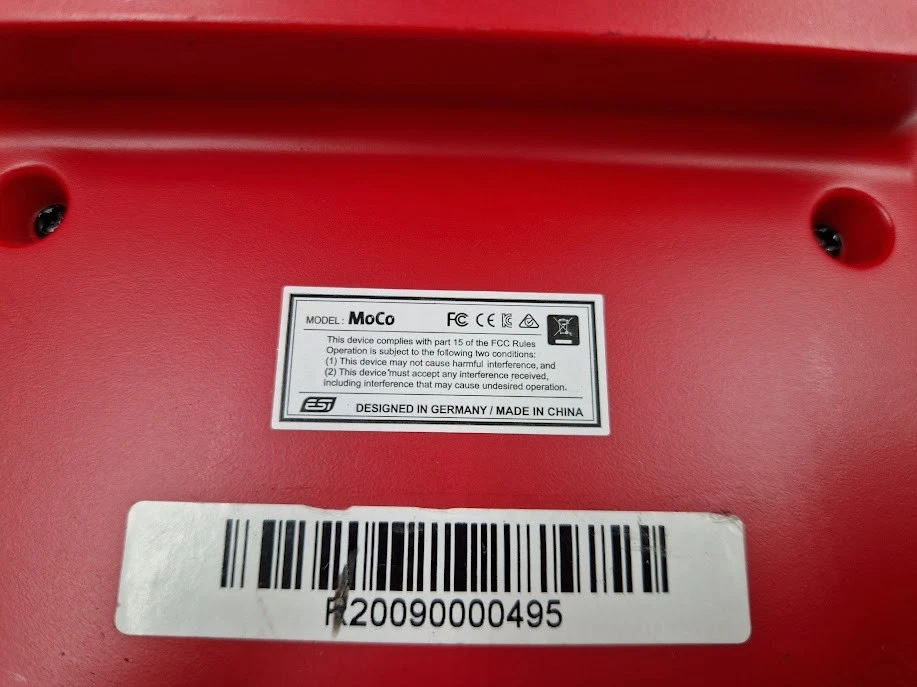 MODEL: MoCo FC CE
This device complies with part 15 of the FCC Rules
Operation is subject to the following two conditions:
(1) This device may not cause harmful interference, and
(2) This device must accept any interference received,
including interference that may cause undesired operation.
ESI DESIGNED IN GERMANY / MADE IN CHINA
R20090000495